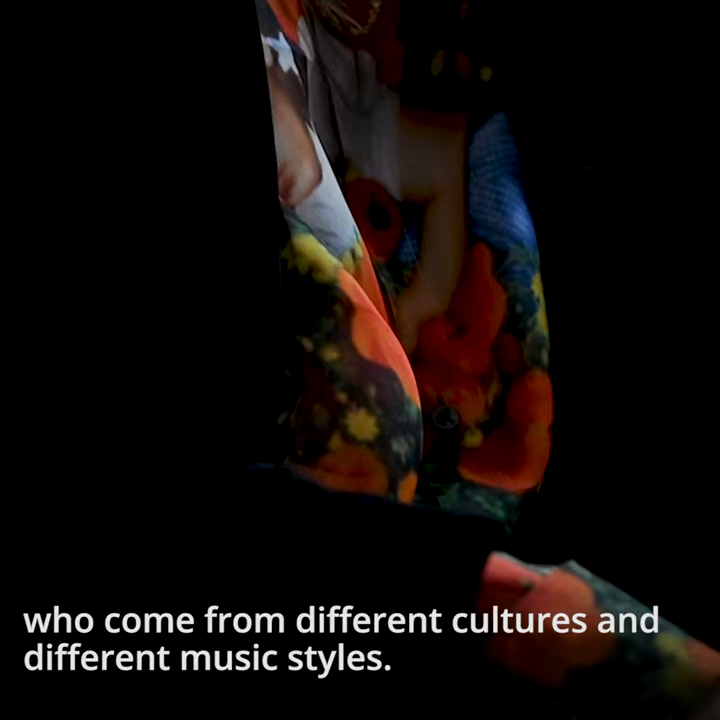 who come from different cultures and
different music styles.